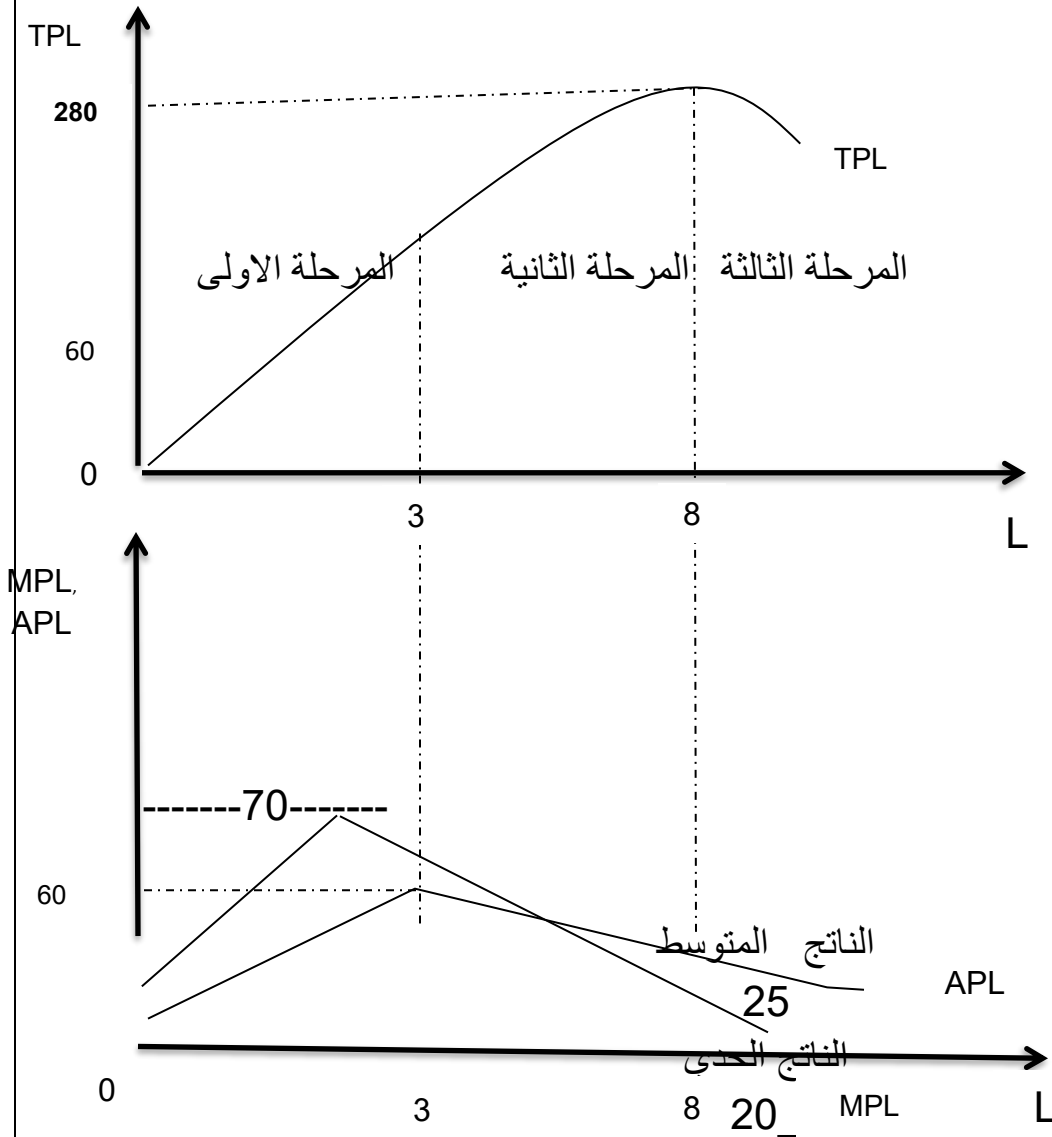 TPL
280
TPL
المرحلة الاولى
المرحلة الثانية
المرحلة الثالثة
60
0
3
8
L
MPL,
APL
------70-------
60
الناتج المتوسط
APL
25
الناتج الحدي
0
3
8
20_
MPL
L